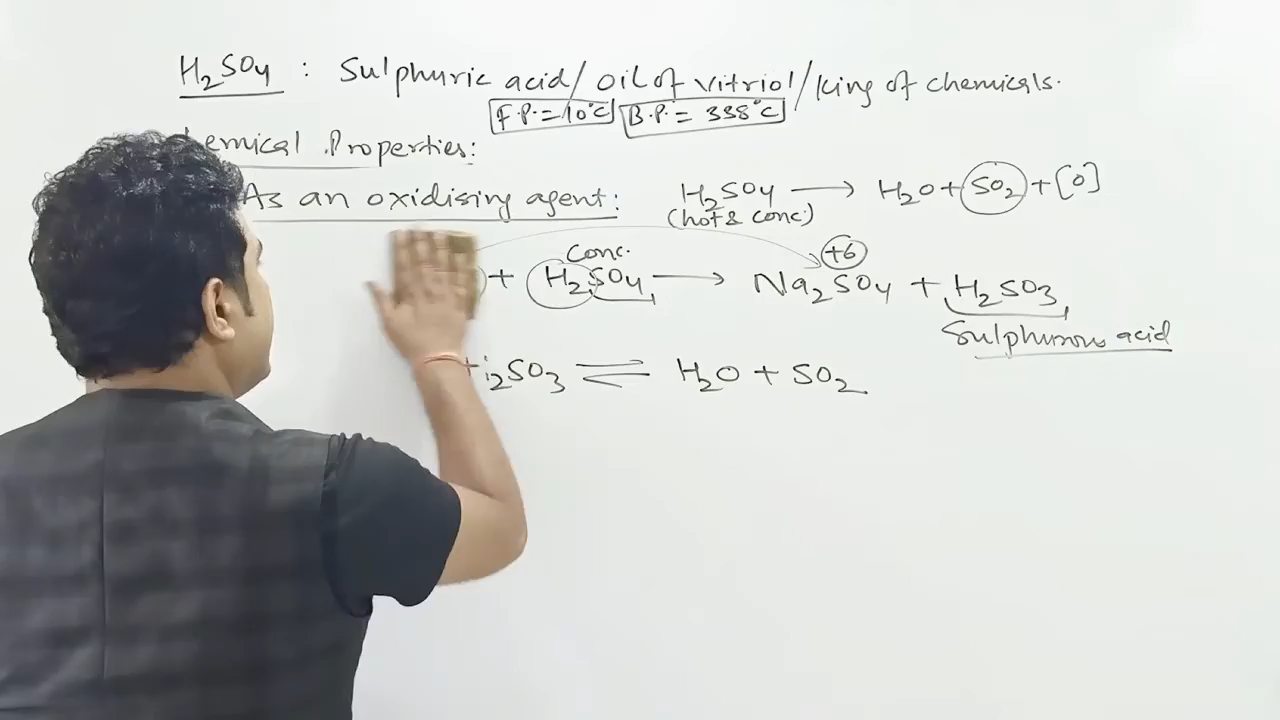 H₂SO₄ : Sulphuric acid/ oil of vitriol/king of chemicals.
F.P. = 10°C B.P. = 338°C
emical Properties:
As an oxidising agent: H₂SO₄ → H₂O + SO₂ + [O]
(hot & conc.)
conc. +6
+ H₂SO₄ → Na₂SO₄ + H₂SO₃
Sulphurous acid
₂SO₃ ⇌ H₂O + SO₂